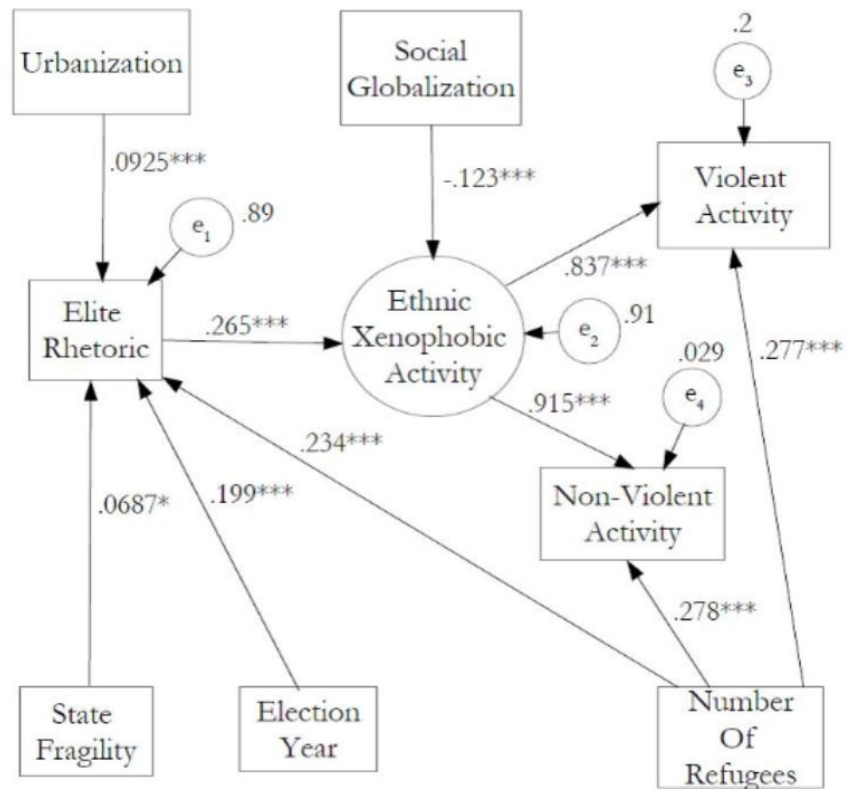 Urbanization
Social
Globalization
.2
e3
.0925***
-.123***
Violent
Activity
e1
.89
.837***
Elite
Rhetoric
.265***
Ethnic
Xenophobic
Activity
e2
.91
.277***
.029
e4
.915***
.234***
.0687*
.199***
Non-Violent
Activity
.278***
State
Fragility
Election
Year
Number
Of
Refugees